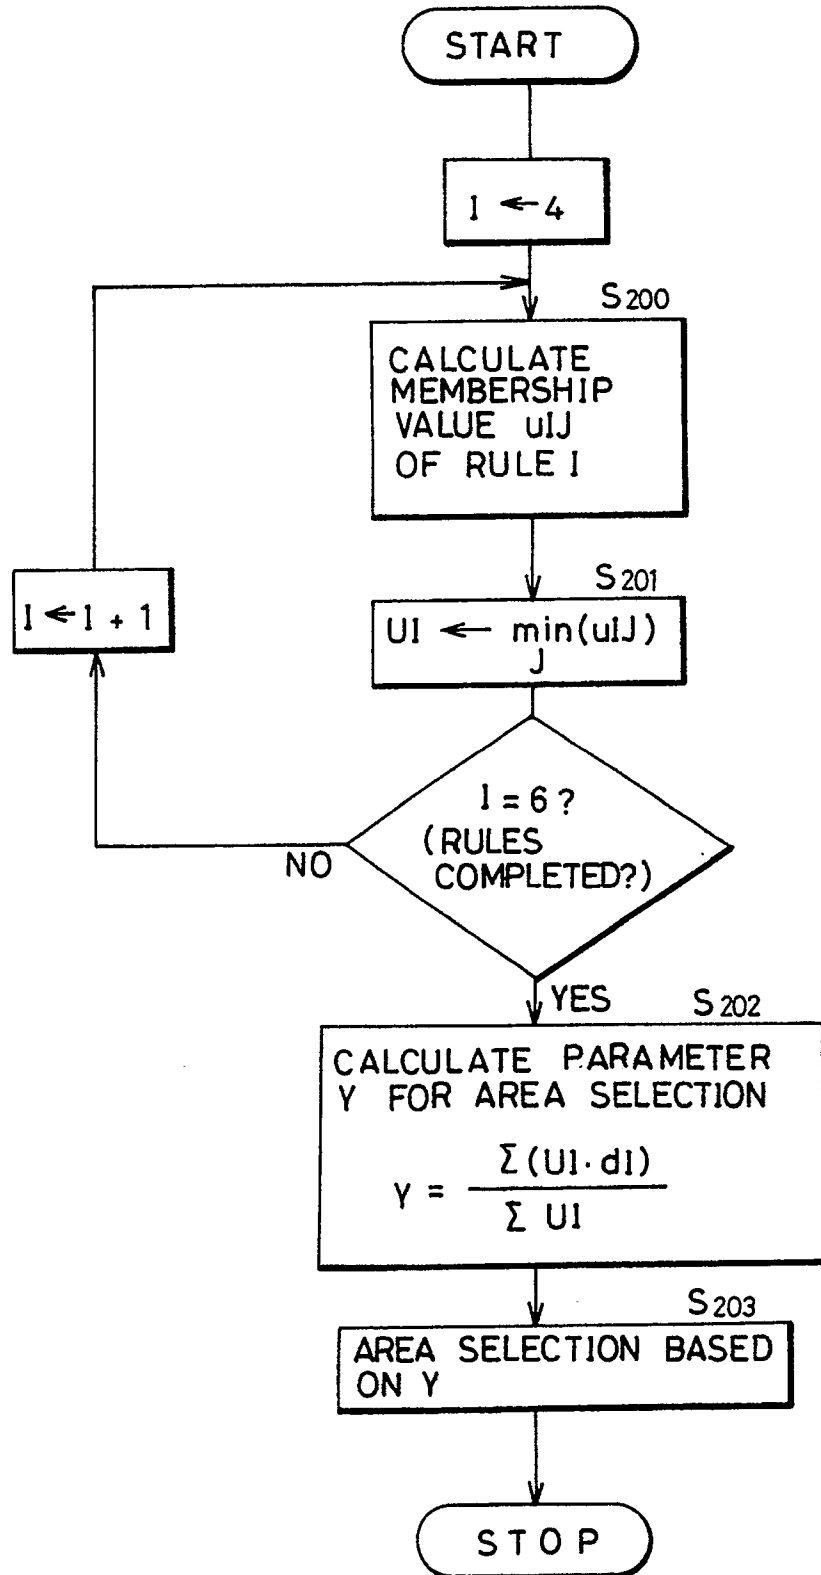 START
I ← 4
S200
CALCULATE
MEMBERSHIP
VALUE uIJ
OF RULE I
S201
I ← I + 1
UI ← min(uIJ)
J
I = 6 ?
(RULES
COMPLETED?)
NO
YES
S202
CALCULATE PARAMETER
Y FOR AREA SELECTION
Y = Σ(UI·dI)
Σ UI
S203
AREA SELECTION BASED
ON Y
STOP